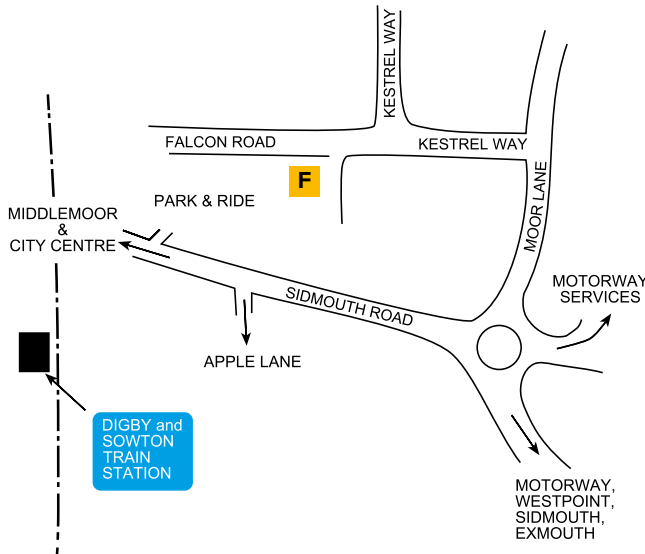 KESTREL WAY
FALCON ROAD
KESTREL WAY
F
PARK & RIDE
MOOR LANE
MIDDLEMOOR
&
CITY CENTRE
MOTORWAY
SERVICES
SIDMOUTH ROAD
APPLE LANE
DIGBY and
SOWTON
TRAIN
STATION
MOTORWAY,
WESTPOINT,
SIDMOUTH,
EXMOUTH